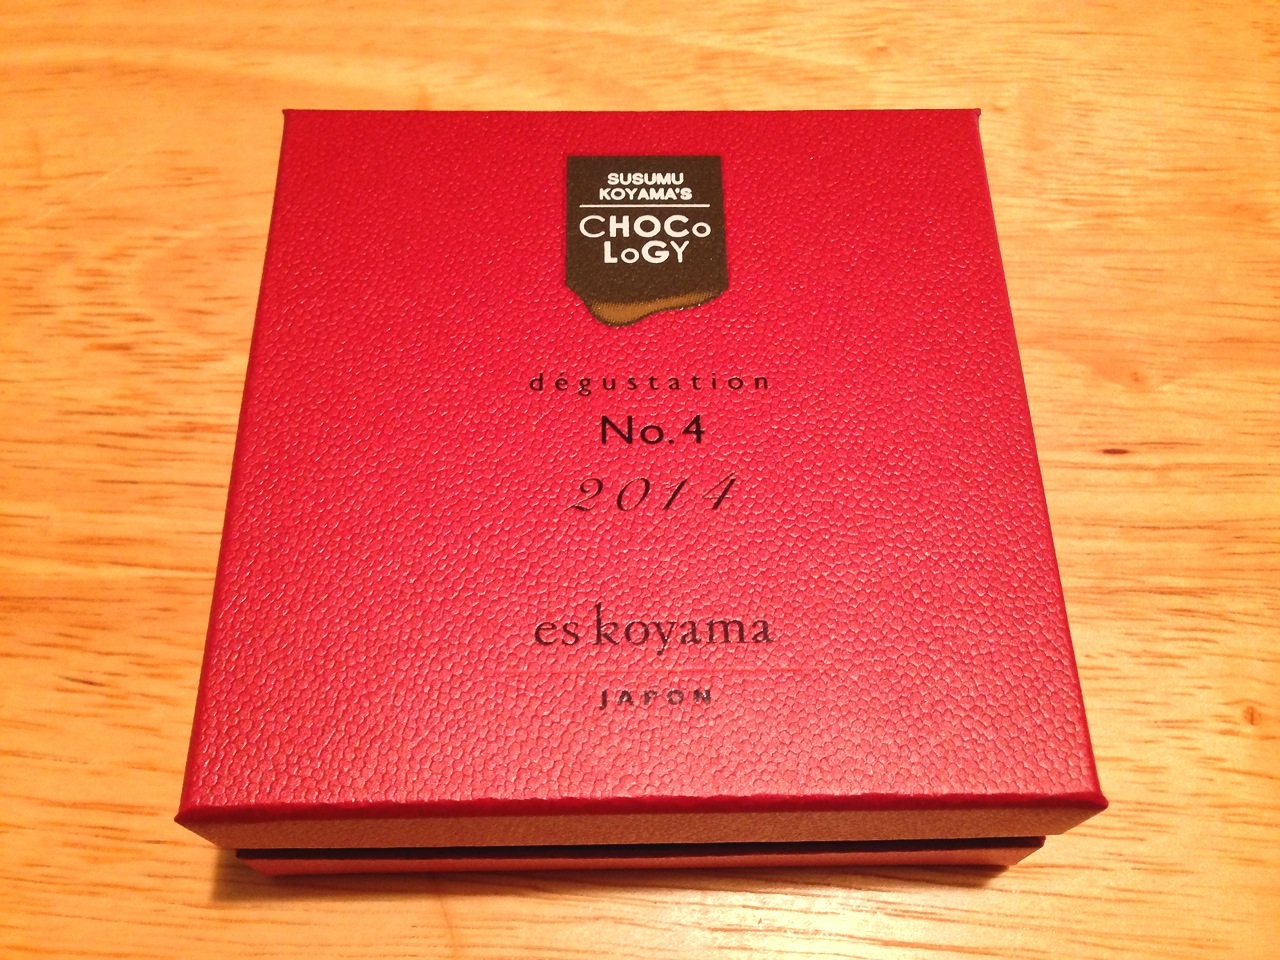 SUSUMU
KOYAMA'S
CHOCo
LoGY
dégustation
No.4
2014
es koyama
JAPON